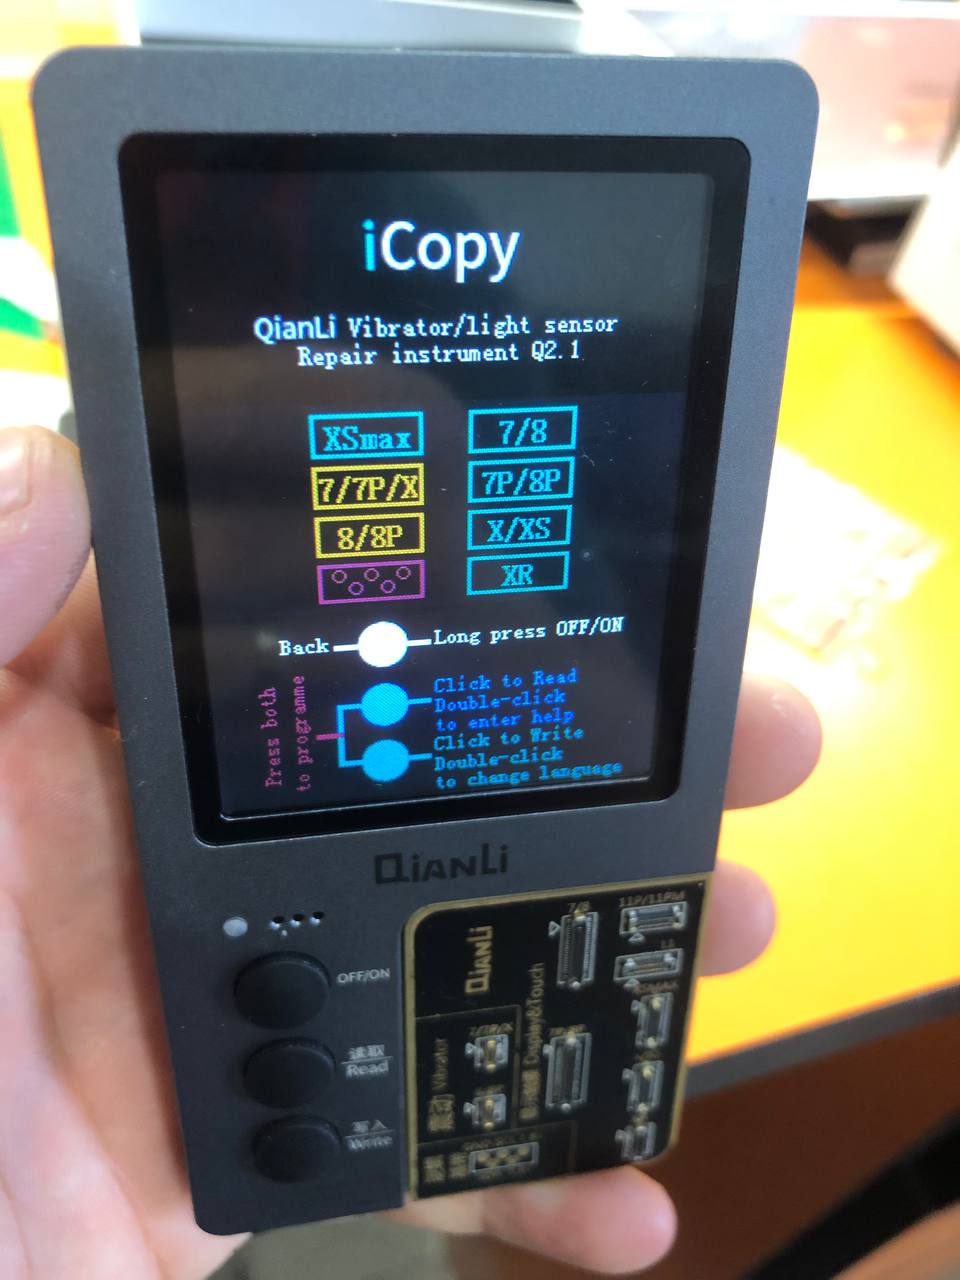 iCopy
QianLi Vibrator/light sensor
Repair instrument Q2.1
XSmax
7/8
7/7P/X
7P/8P
8/8P
X/XS
XR
Back
Long press OFF/ON
Press both
to programme
Click to Read
Double-click
to enter help
Click to Write
Double-click
to change language
QIANLI
OFF/ON
读取
Read
写入
Write
QIANLI
7/8
11P/11PM
11
Display&Touch
7/7P/X
Vibrator